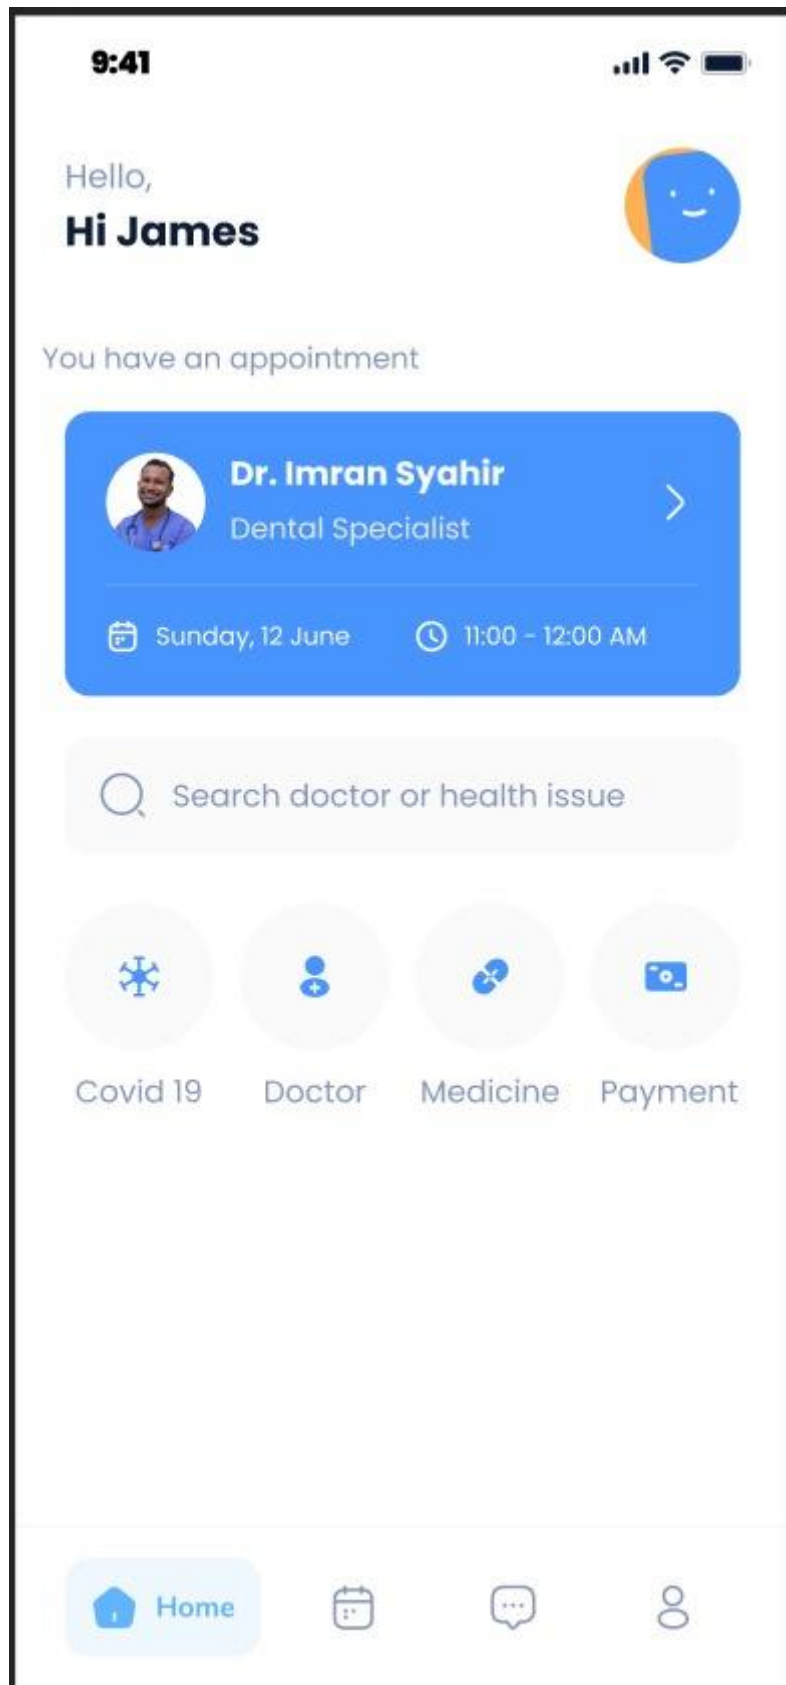 9:41
Hello,
Hi James
You have an appointment
Dr. Imran Syahir
Dental Specialist
Sunday, 12 June
11:00 - 12:00 AM
Search doctor or health issue
Covid 19
Doctor
Medicine
Payment
Home